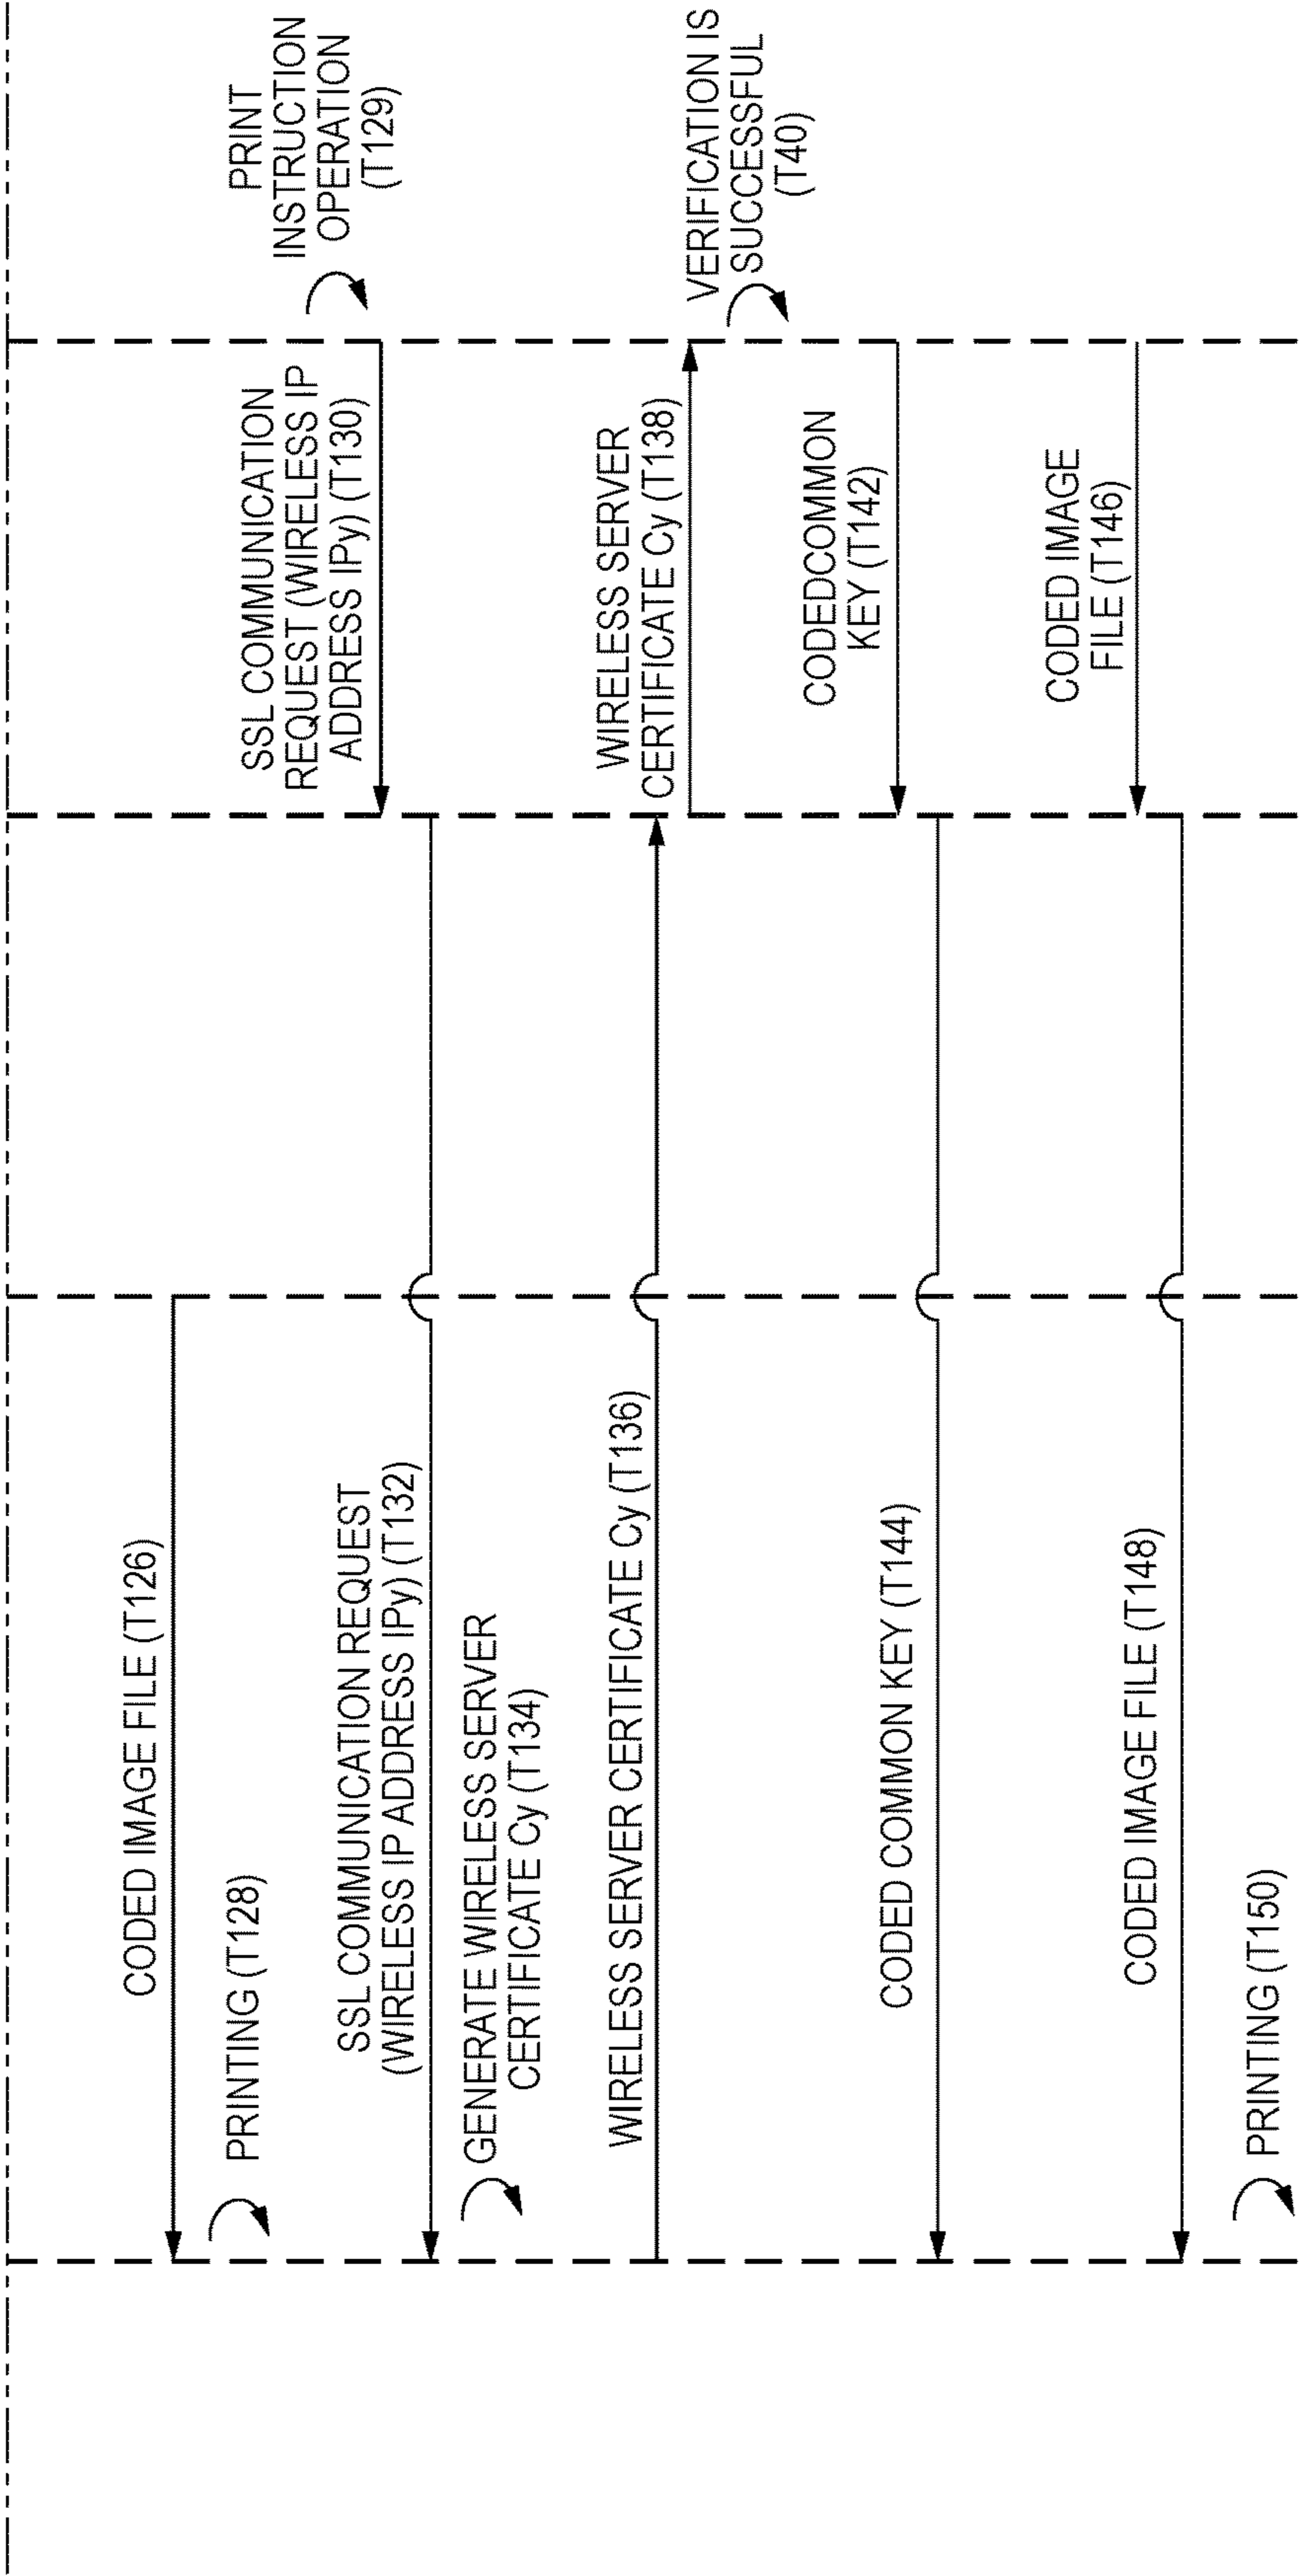 CODED IMAGE FILE (T126)
PRINTING (T128)
PRINT
INSTRUCTION
OPERATION
(T129)
SSL COMMUNICATION
REQUEST (WIRELESS IP
ADDRESS IPy) (T130)
SSL COMMUNICATION REQUEST
(WIRELESS IP ADDRESS IPy) (T132)
GENERATE WIRELESS SERVER
CERTIFICATE Cy (T134)
WIRELESS SERVER CERTIFICATE Cy (T136)
WIRELESS SERVER
CERTIFICATE Cy (T138)
VERIFICATION IS
SUCCESSFUL
(T40)
CODEDCOMMON
KEY (T142)
CODED COMMON KEY (T144)
CODED IMAGE
FILE (T146)
CODED IMAGE FILE (T148)
PRINTING (T150)